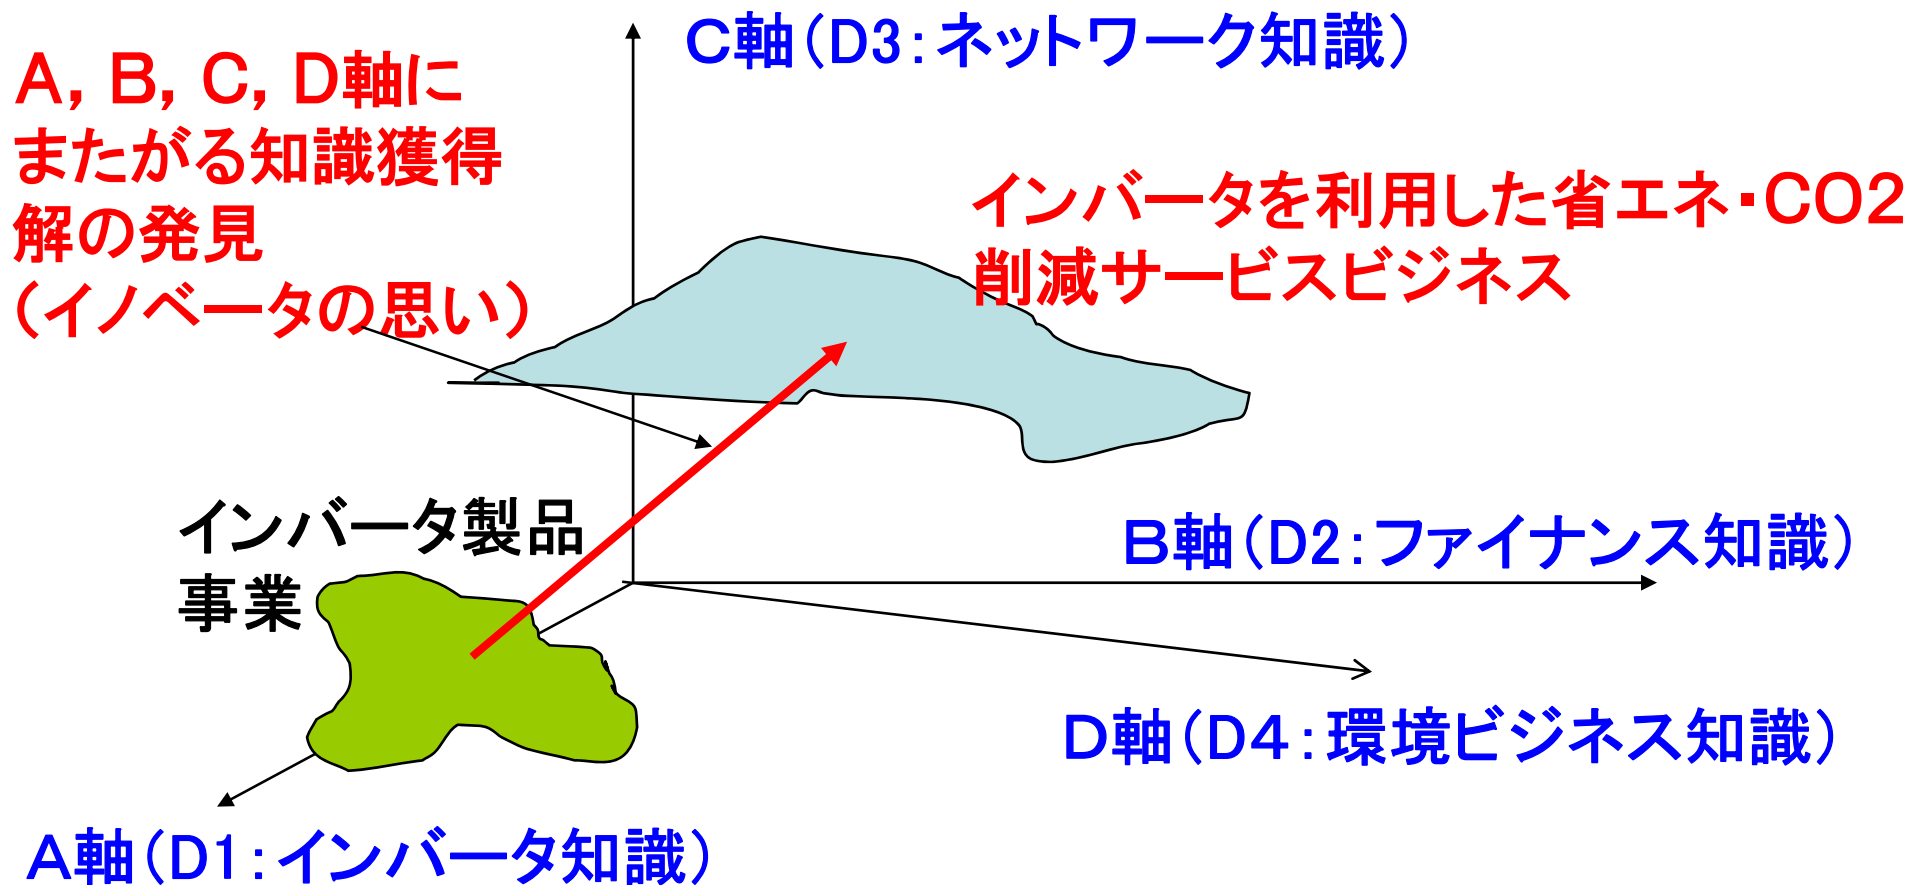 C軸(D3:ネットワーク知識)
A,B,C,D軸に
またがる知識獲得
解の発見
(イノベータの思い)
インバータを利用した省エネ・CO2
削減サービスビジネス
インバータ製品
事業
B軸(D2:ファイナンス知識)
D軸(D4:環境ビジネス知識)
A軸(D1:インバータ知識)